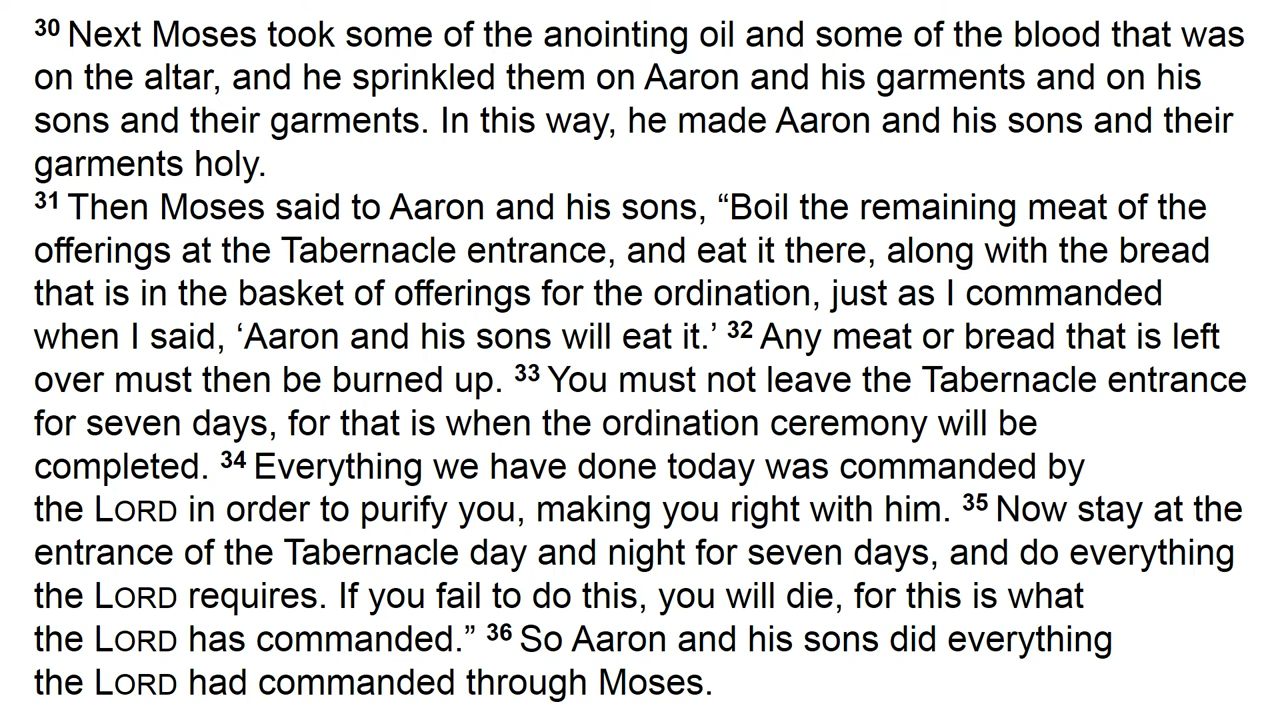 30 Next Moses took some of the anointing oil and some of the blood that was
on the altar, and he sprinkled them on Aaron and his garments and on his
sons and their garments. In this way, he made Aaron and his sons and their
garments holy.
31 Then Moses said to Aaron and his sons, “Boil the remaining meat of the
offerings at the Tabernacle entrance, and eat it there, along with the bread
that is in the basket of offerings for the ordination, just as I commanded
when I said, ‘Aaron and his sons will eat it.’ 32 Any meat or bread that is left
over must then be burned up. 33 You must not leave the Tabernacle entrance
for seven days, for that is when the ordination ceremony will be
completed. 34 Everything we have done today was commanded by
the LORD in order to purify you, making you right with him. 35 Now stay at the
entrance of the Tabernacle day and night for seven days, and do everything
the LORD requires. If you fail to do this, you will die, for this is what
the LORD has commanded.” 36 So Aaron and his sons did everything
the LORD had commanded through Moses.